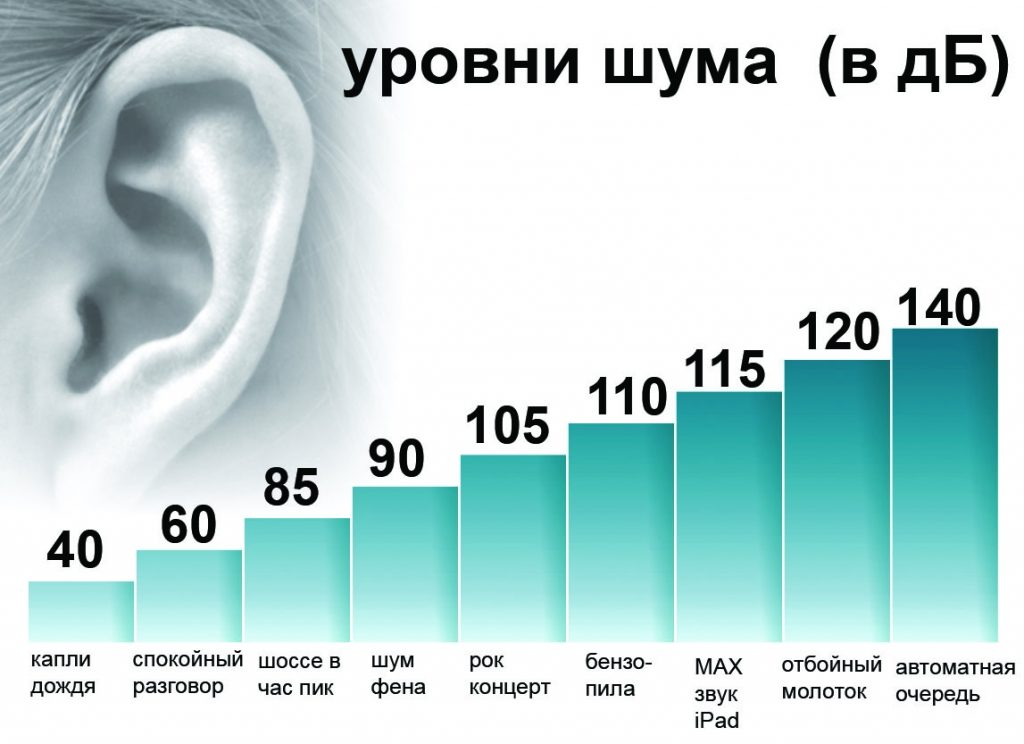 уровни шума (в дБ)
40
60
85
90
105
110
115
120
140
капли
дождя
спокойный
разговор
шоссе в
час пик
шум
фена
рок
концерт
бензо-
пила
MAX
звук
iPad
отбойный
молоток
автоматная
очередь